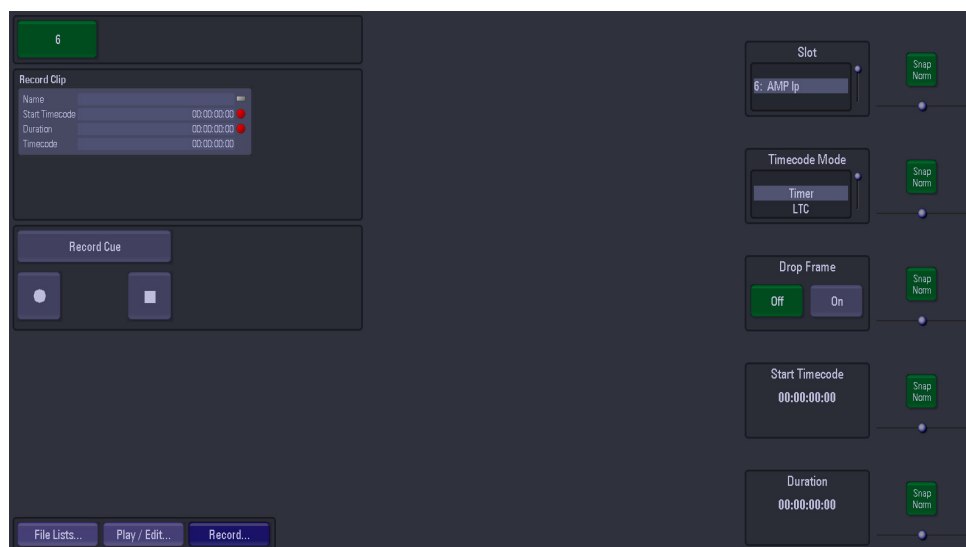 6
Record Clip
Name
Start Timecode 00:00:00:00
Duration 00:00:00:00
Timecode 00:00:00:00
Record Cue
File Lists... Play / Edit... Record...
Slot
6: AMP Ip
Snap
Norm
Timecode Mode
Timer
LTC
Snap
Norm
Drop Frame
Off On
Snap
Norm
Start Timecode
00:00:00:00
Snap
Norm
Duration
00:00:00:00
Snap
Norm